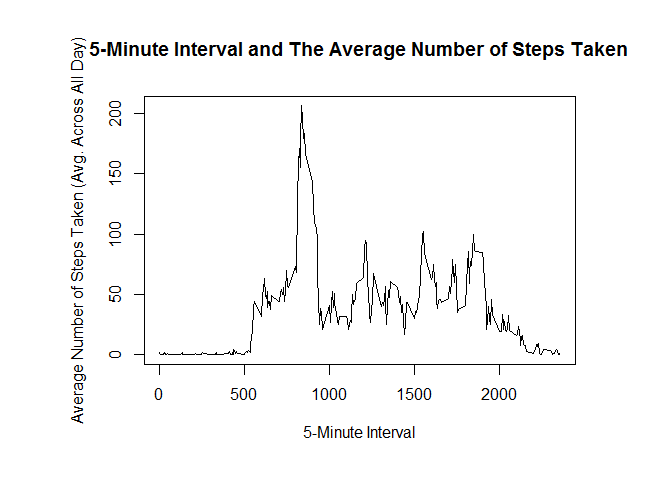 5-Minute Interval and The Average Number of Steps Taken
Average Number of Steps Taken (Avg. Across All Day)
200
150
100
50
0
0 500 1000 1500 2000
5-Minute Interval